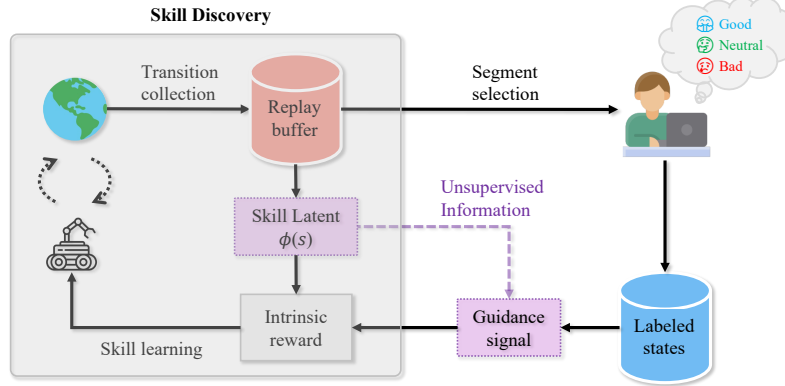 Skill Discovery
Good
Neutral
Bad
Transition
collection
Replay
buffer
Segment
selection
Unsupervised
Information
Skill Latent
ϕ(s)
Intrinsic
reward
Guidance
signal
Labeled
states
Skill learning